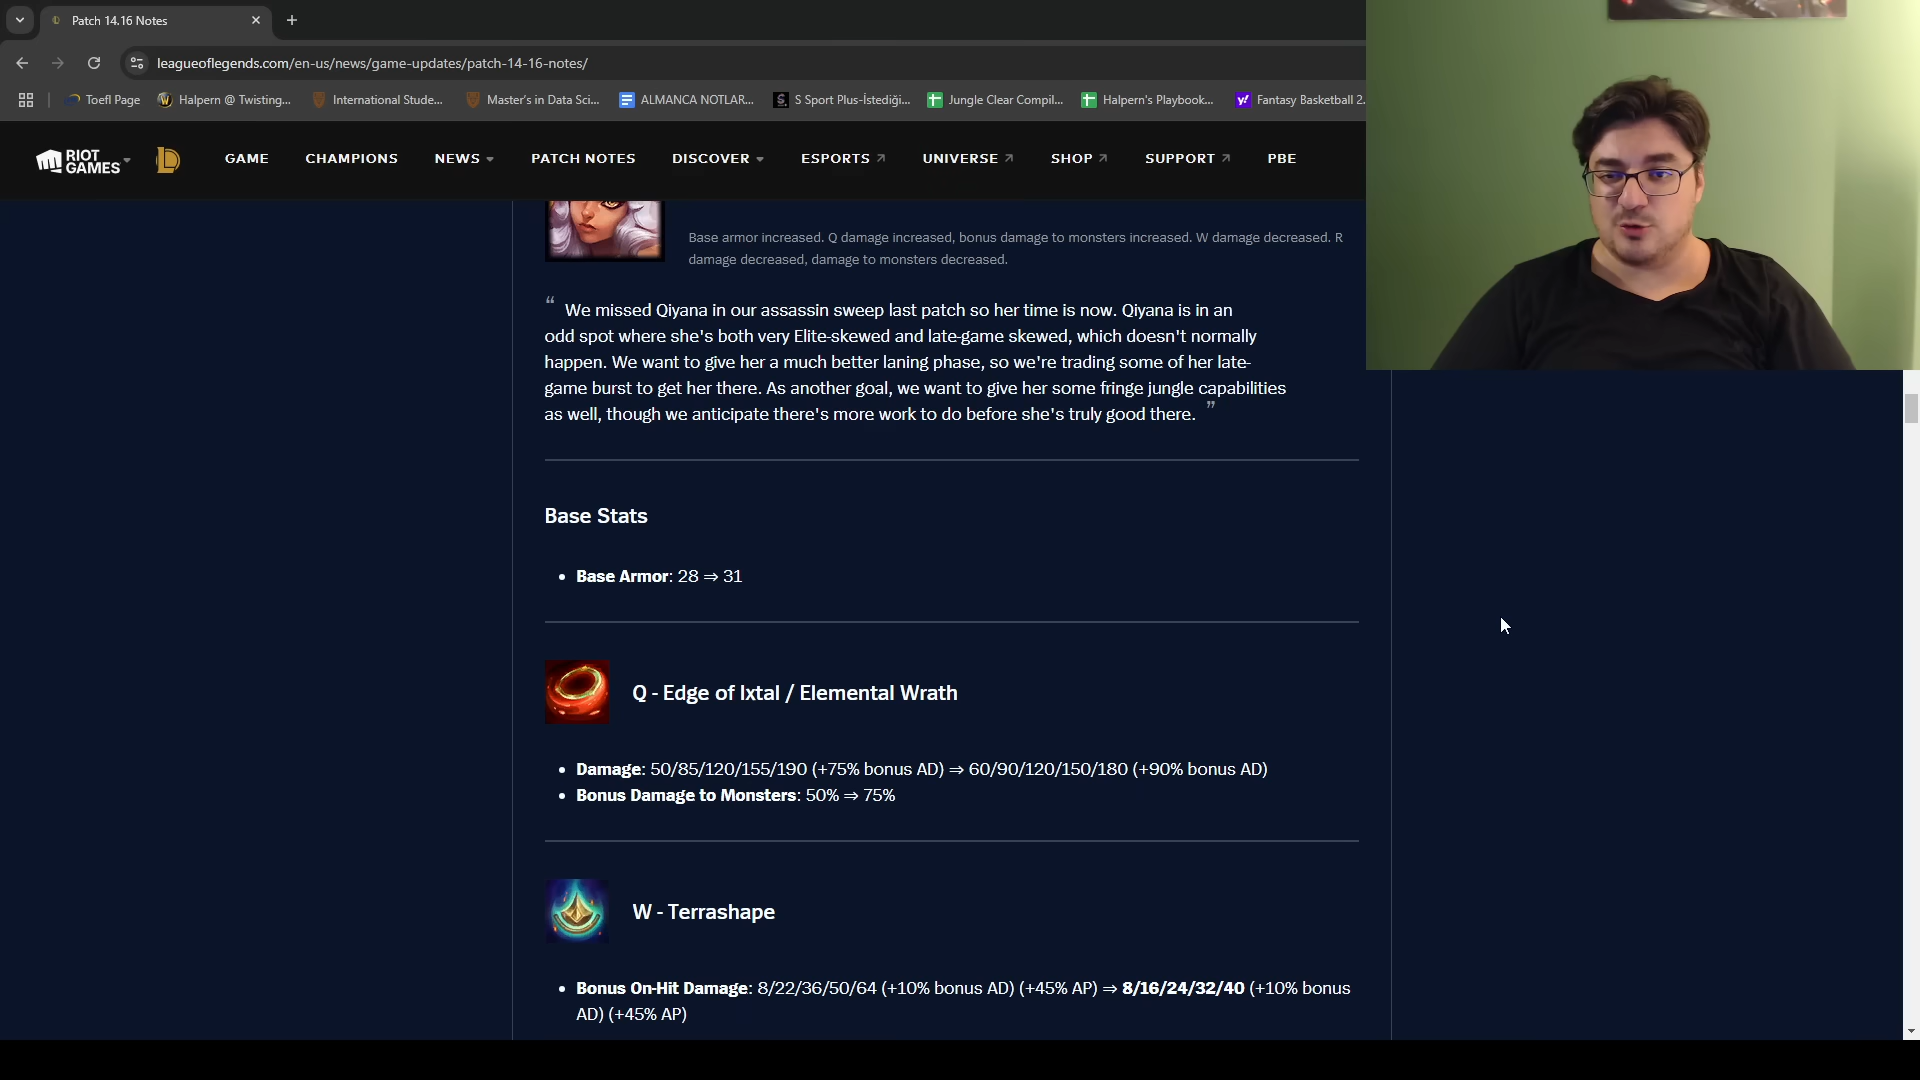 Patch 14.16 Notes
leagueoflegends.com/en-us/news/game-updates/patch-14-16-notes/
Toefl Page
Halpern @ Twisting...
International Stude...
Master's in Data Sci...
ALMANCA NOTLAR...
S Sport Plus-İstediği...
Jungle Clear Compil...
Halpern's Playbook...
Fantasy Basketball 2.
RIOT GAMES
GAME
CHAMPIONS
NEWS
PATCH NOTES
DISCOVER
ESPORTS
UNIVERSE
SHOP
SUPPORT
PBE
Base armor increased. Q damage increased, bonus damage to monsters increased. W damage decreased. R
damage decreased, damage to monsters decreased.
“ We missed Qiyana in our assassin sweep last patch so her time is now. Qiyana is in an
odd spot where she's both very Elite-skewed and late-game skewed, which doesn't normally
happen. We want to give her a much better laning phase, so we're trading some of her late-
game burst to get her there. As another goal, we want to give her some fringe jungle capabilities
as well, though we anticipate there's more work to do before she's truly good there. ”
Base Stats
• Base Armor: 28 ⇒ 31
Q - Edge of Ixtal / Elemental Wrath
• Damage: 50/85/120/155/190 (+75% bonus AD) ⇒ 60/90/120/150/180 (+90% bonus AD)
• Bonus Damage to Monsters: 50% ⇒ 75%
W - Terrashape
• Bonus On-Hit Damage: 8/22/36/50/64 (+10% bonus AD) (+45% AP) ⇒ 8/16/24/32/40 (+10% bonus
AD) (+45% AP)